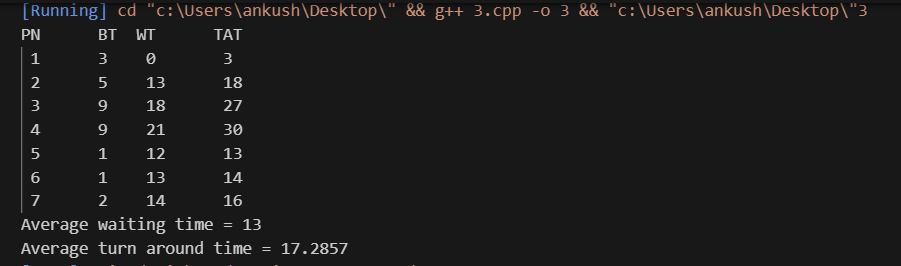 [Running] cd "c:\Users\ankush\Desktop\" && g++ 3.cpp -o 3 && "c:\Users\ankush\Desktop\"3
PN BT WT TAT
1 3 0 3
2 5 13 18
3 9 18 27
4 9 21 30
5 1 12 13
6 1 13 14
7 2 14 16
Average waiting time = 13
Average turn around time = 17.2857